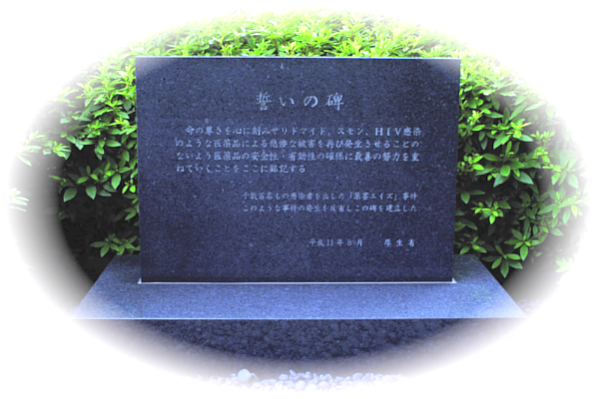 誓いの碑
命の尊さを心に刻みサリドマイド、スモン、HIV感染
のような医薬品による悲惨な被害を再び発生させることの
ないよう医薬品の安全性・有効性の確保に最善の努力を重
ねていくことをここに銘記する
千数百名もの感染者を出した「薬害エイズ」事件
このような事件の発生を反省しこの碑を建立した
平成11年8月 厚生省